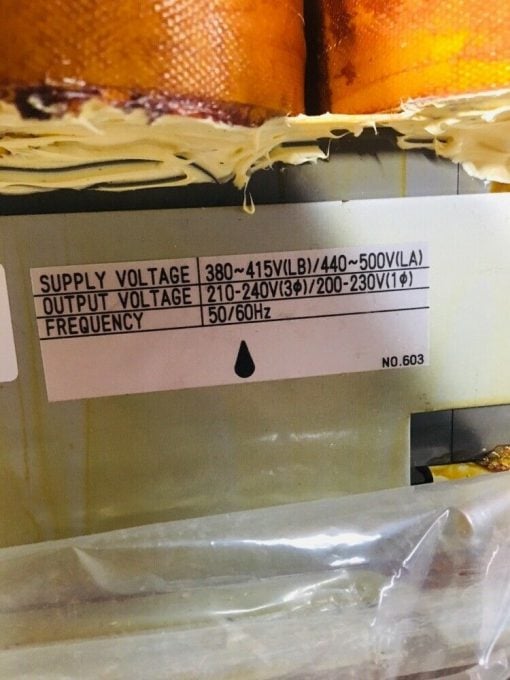 SUPPLY VOLTAGE 380~415V(LB)/440~500V(LA)
OUTPUT VOLTAGE 210-240V(3ϕ)/200-230V(1ϕ)
FREQUENCY 50/60Hz
NO.603